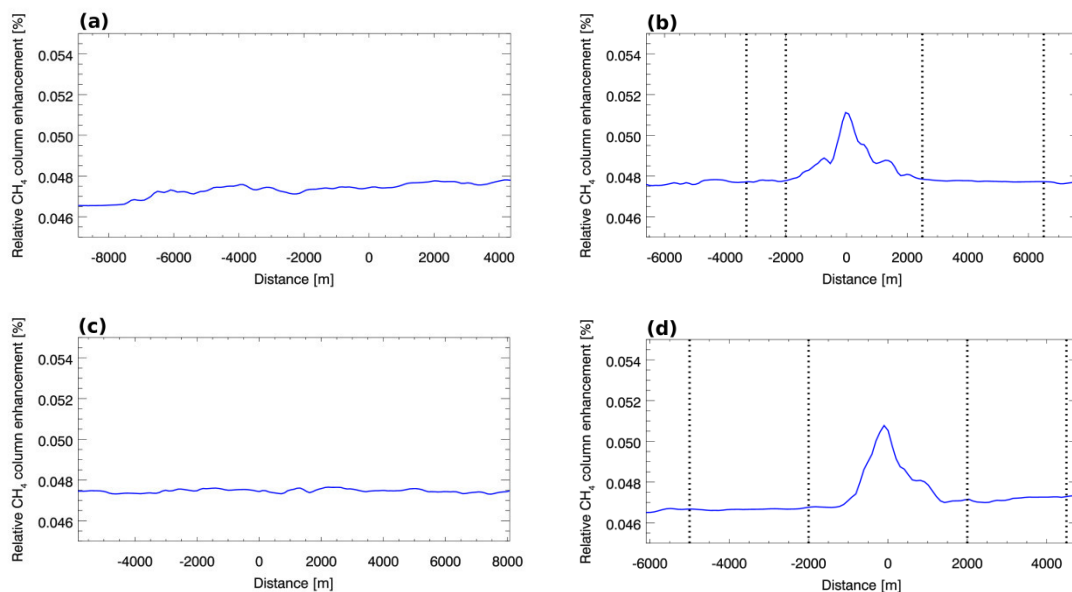 (a)
Relative CH₄ column enhancement [%]
0.054
0.052
0.050
0.048
0.046
-8000 -6000 -4000 -2000 0 2000 4000
Distance [m]
(b)
Relative CH₄ column enhancement [%]
0.054
0.052
0.050
0.048
0.046
-6000 -4000 -2000 0 2000 4000 6000
Distance [m]
(c)
Relative CH₄ column enhancement [%]
0.054
0.052
0.050
0.048
0.046
-4000 -2000 0 2000 4000 6000 8000
Distance [m]
(d)
Relative CH₄ column enhancement [%]
0.054
0.052
0.050
0.048
0.046
-6000 -4000 -2000 0 2000 4000
Distance [m]